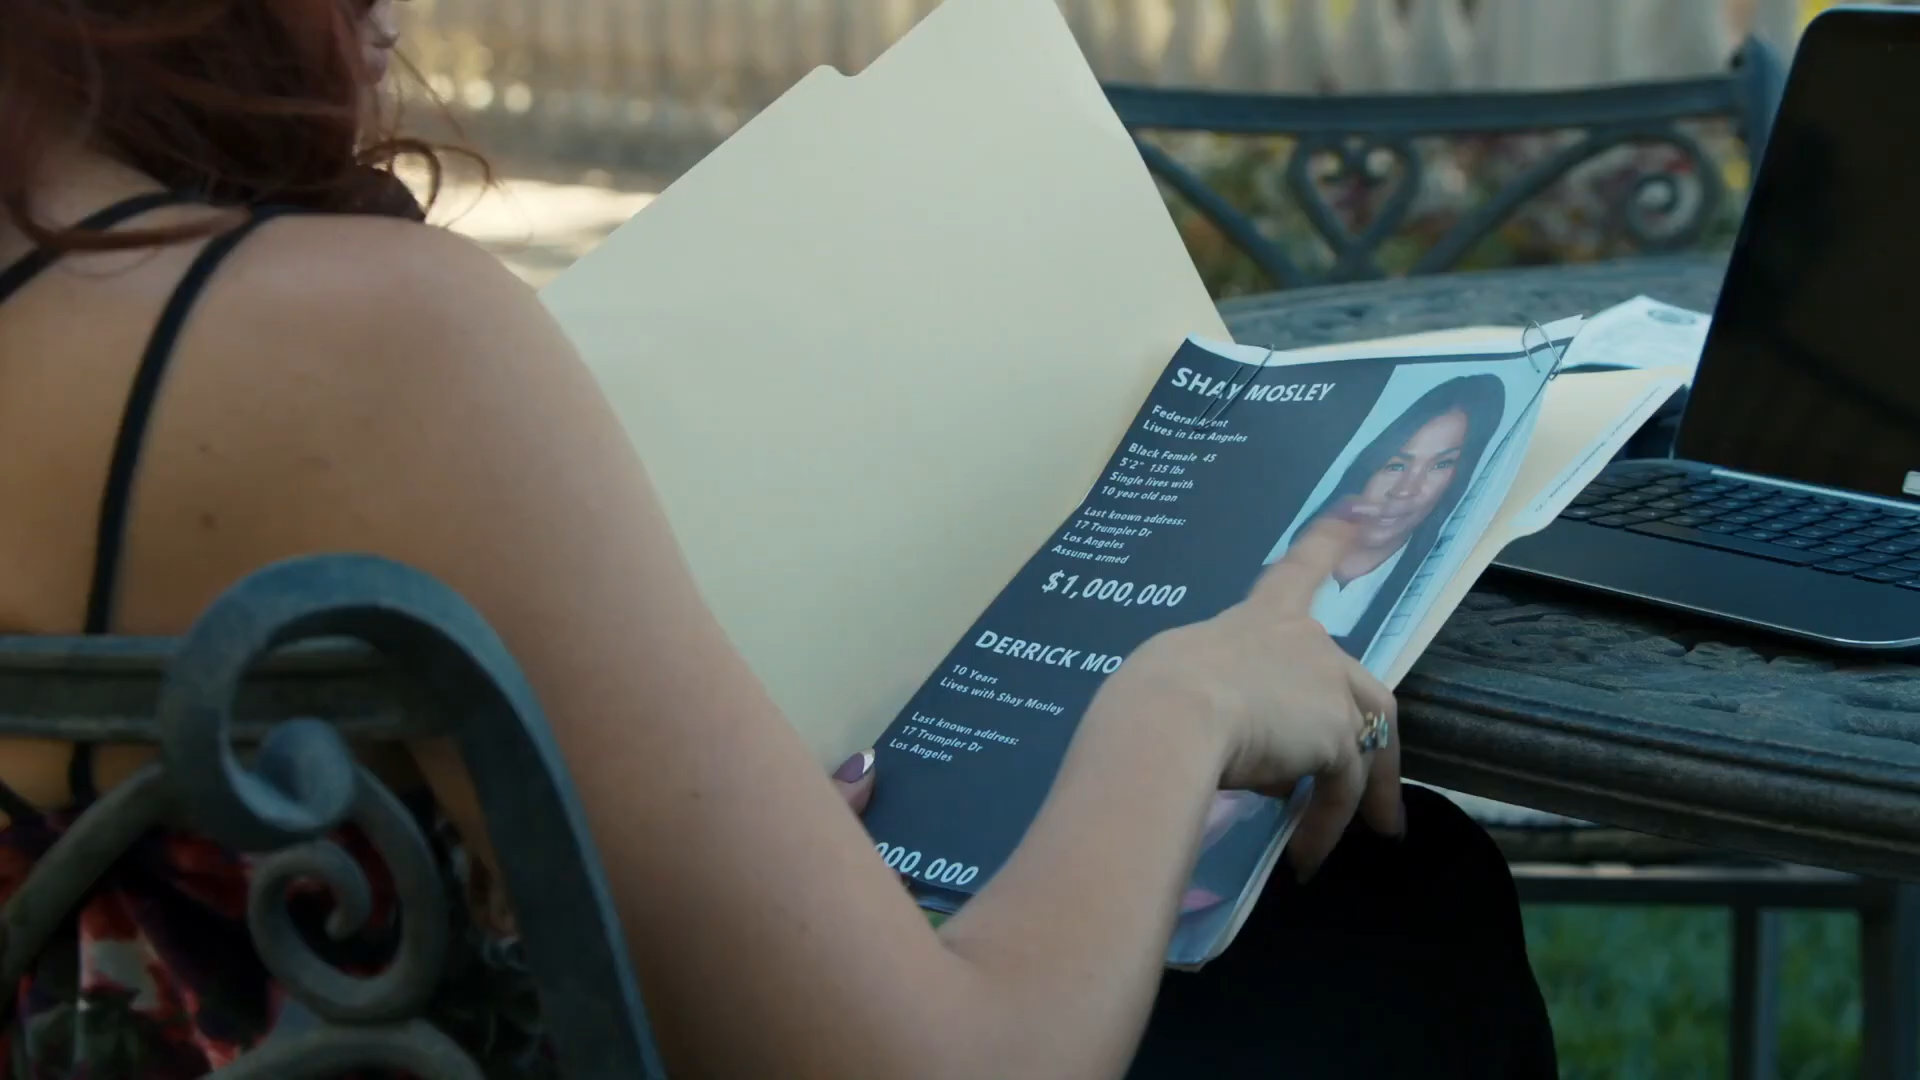 SHAY MOSLEY
Federal
Lives in Los Angeles
Black Female 45
5'2" 135 lbs
Single lives with
10 year old son
Last known address:
17 Trumpler Dr
Los Angeles
Assume armed
$1,000,000
DERRICK MO
10 Years
Lives with Shay Mosley
Last known address:
17 Trumpler Dr
Los Angeles
000,000